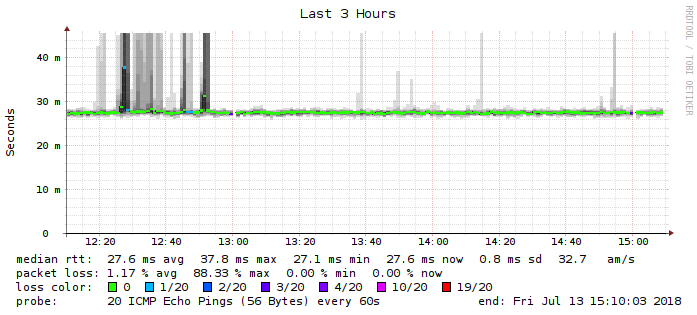 Last 3 Hours
RRDTOOL / TOBI OETIKER
Seconds
40 m
30 m
20 m
10 m
0
12:20 12:40 13:00 13:20 13:40 14:00 14:20 14:40 15:00
median rtt: 27.6 ms avg 37.8 ms max 27.1 ms min 27.6 ms now 0.8 ms sd 32.7 am/s
packet loss: 1.17 % avg 88.33 % max 0.00 % min 0.00 % now
loss color: 0 1/20 2/20 3/20 4/20 10/20 19/20
probe: 20 ICMP Echo Pings (56 Bytes) every 60s end: Fri Jul 13 15:10:03 2018